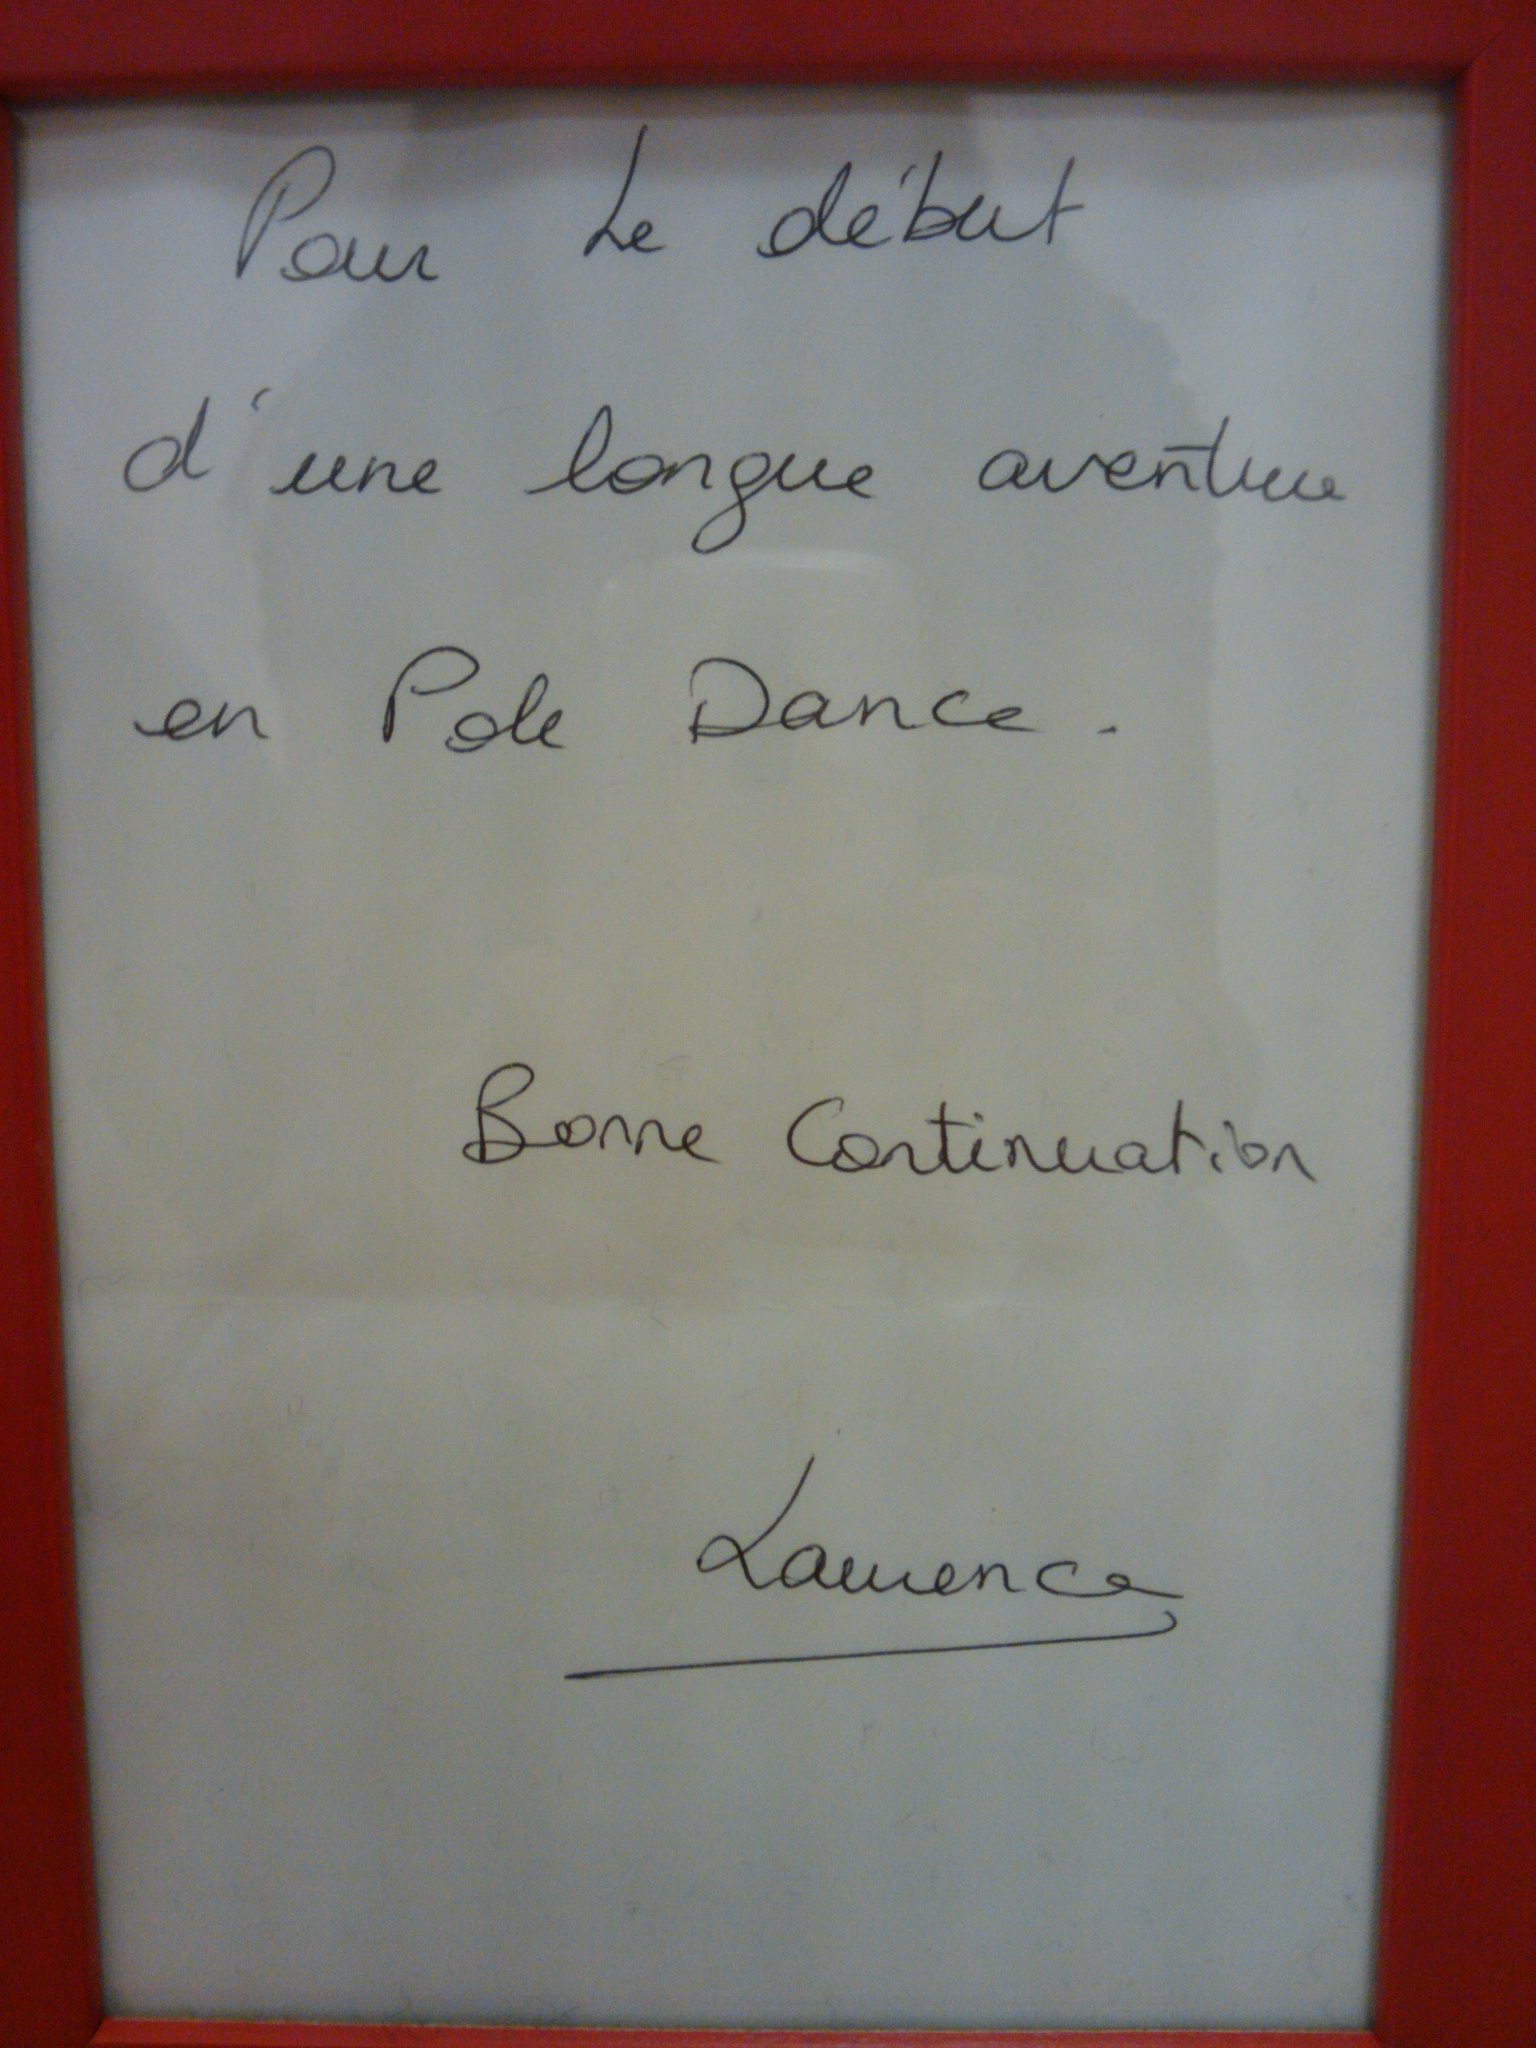 Pour Le début
d'une longue aventure
en Pole Dance.
Bonne Continuation
Laurence